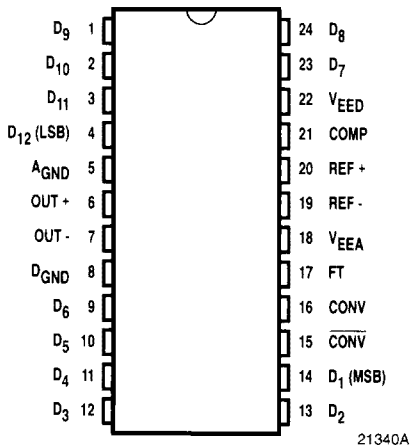 D9 1 24 D8
D10 2 23 D7
D11 3 22 VEED
D12 (LSB) 4 21 COMP
AGND 5 20 REF +
OUT + 6 19 REF -
OUT - 7 18 VEEA
DGND 8 17 FT
D6 9 16 CONV
D5 10 15 CONV
D4 11 14 D1 (MSB)
D3 12 13 D2
21340A